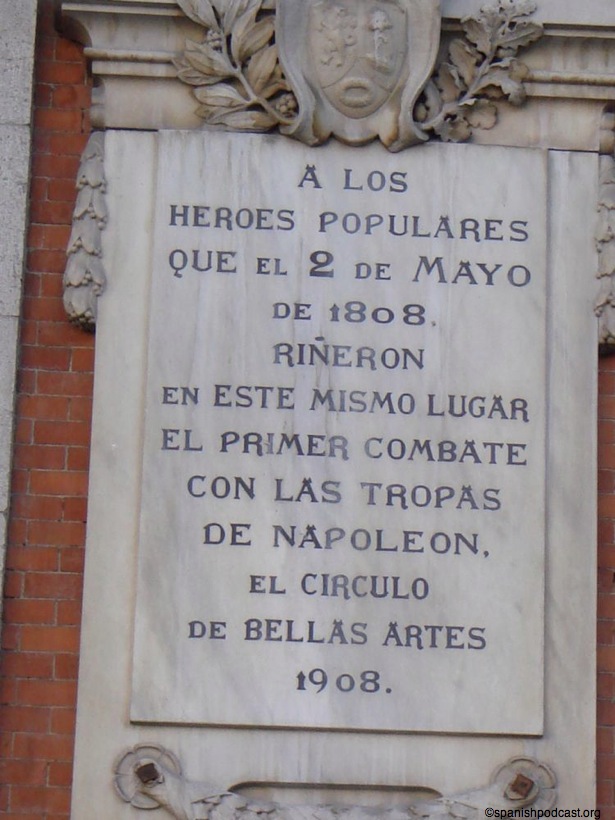 A LOS
HEROES POPULARES
QUE EL 2 DE MAYO
DE 1808.
RIÑERON
EN ESTE MISMO LUGAR
EL PRIMER COMBATE
CON LAS TROPAS
DE NAPOLEON,
EL CIRCULO
DE BELLAS ARTES
1908.
©spanishpodcast.org